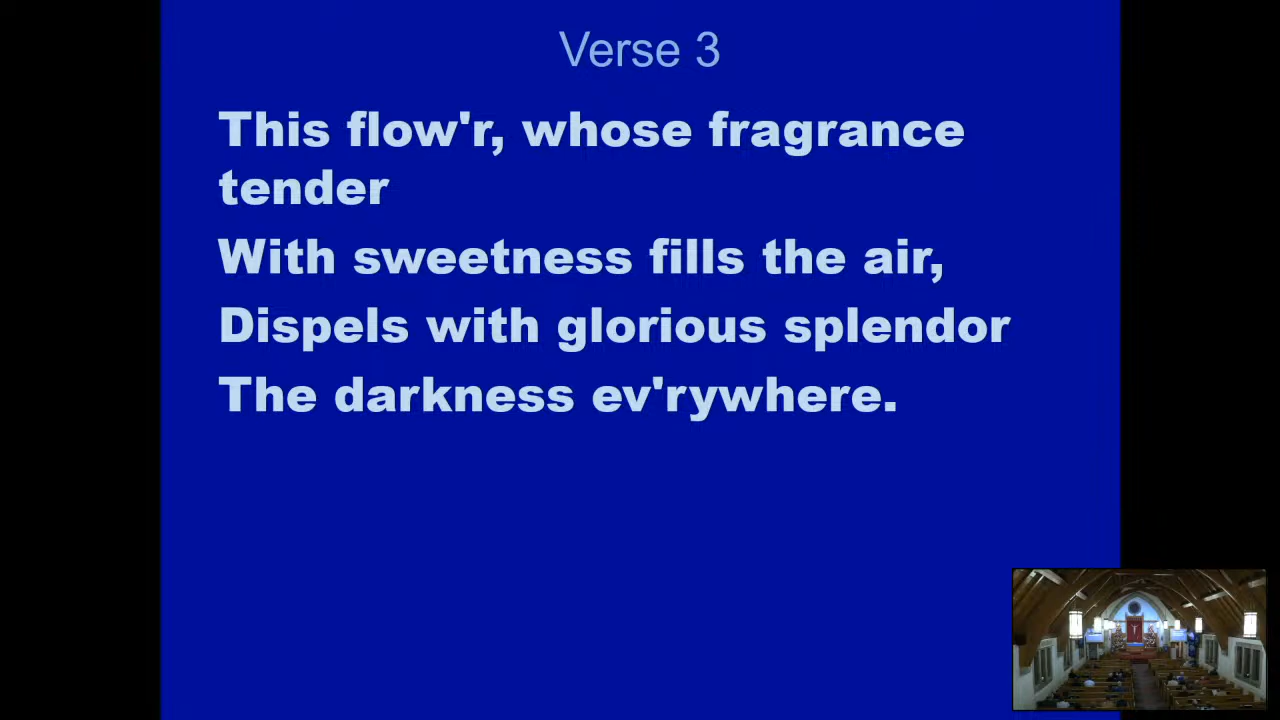 Verse 3
This flow'r, whose fragrance
tender
With sweetness fills the air,
Dispels with glorious splendor
The darkness ev'rywhere.